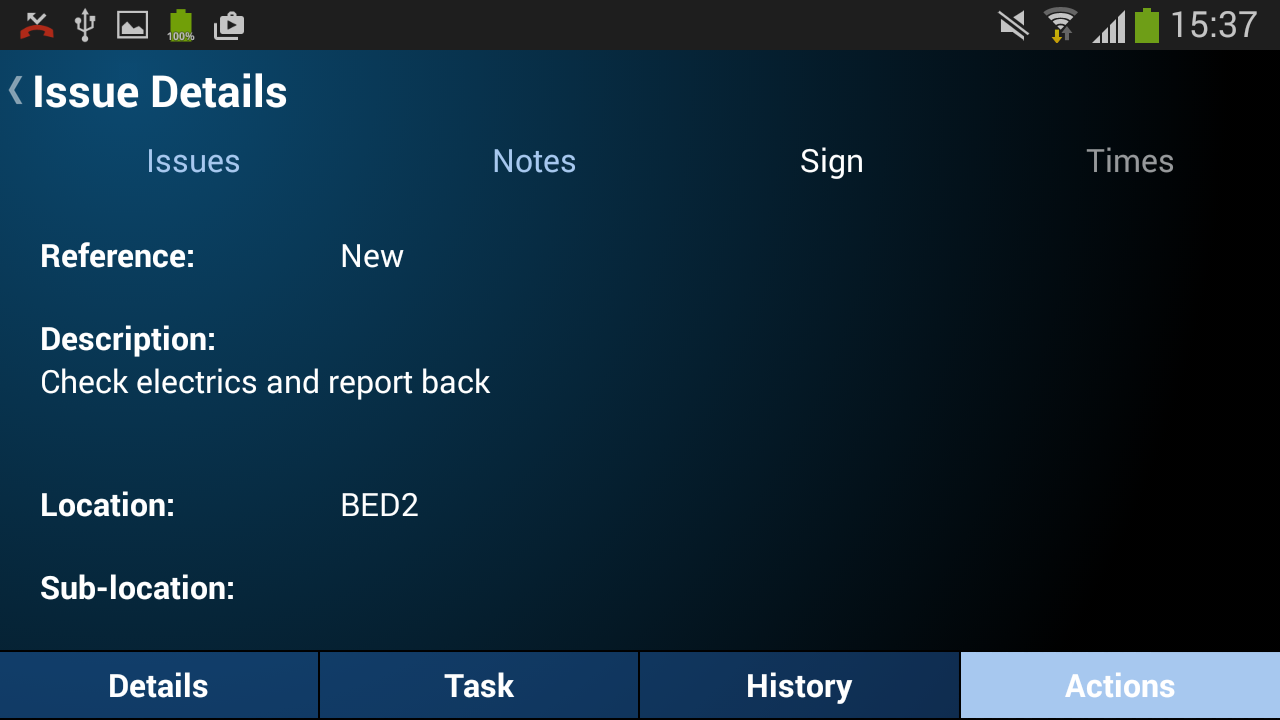 100%
15:37
Issue Details
Issues Notes Sign Times
Reference: New
Description:
Check electrics and report back
Location: BED2
Sub-location:
Details Task History Actions